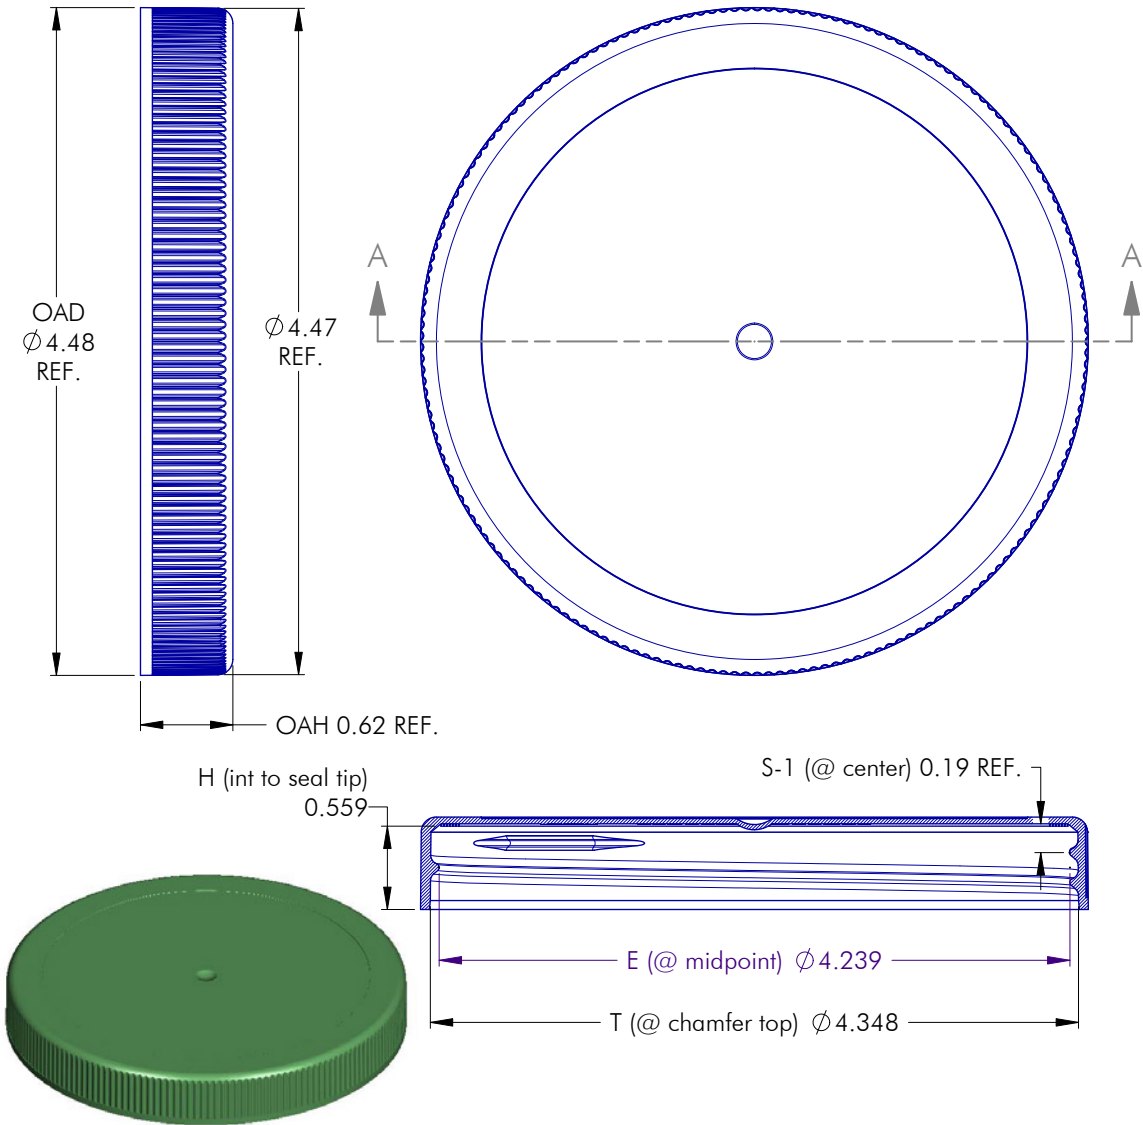 A
A
OAD
∅4.48
REF.
∅4.47
REF.
OAH 0.62 REF.
H (int to seal tip)
0.559
S-1 (@ center) 0.19 REF.
E (@ midpoint) ∅4.239
T (@ chamfer top) ∅4.348